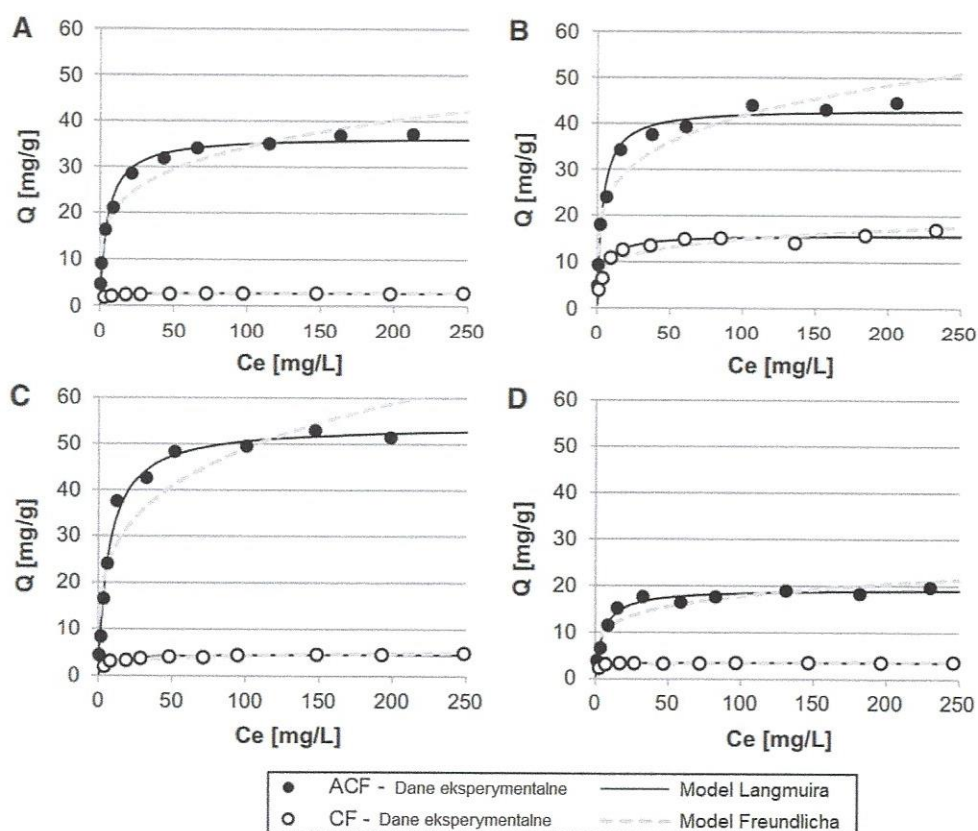 A
60
50
40
30
20
10
0
Q [mg/g]
0 50 100 150 200 250
Ce [mg/L]
B
60
50
40
30
20
10
0
Q [mg/g]
0 50 100 150 200 250
Ce [mg/L]
C
60
50
40
30
20
10
0
Q [mg/g]
0 50 100 150 200 250
Ce [mg/L]
D
60
50
40
30
20
10
0
Q [mg/g]
0 50 100 150 200 250
Ce [mg/L]
ACF - Dane eksperymentalne Model Langmuira
CF - Dane eksperymentalne Model Freundlicha